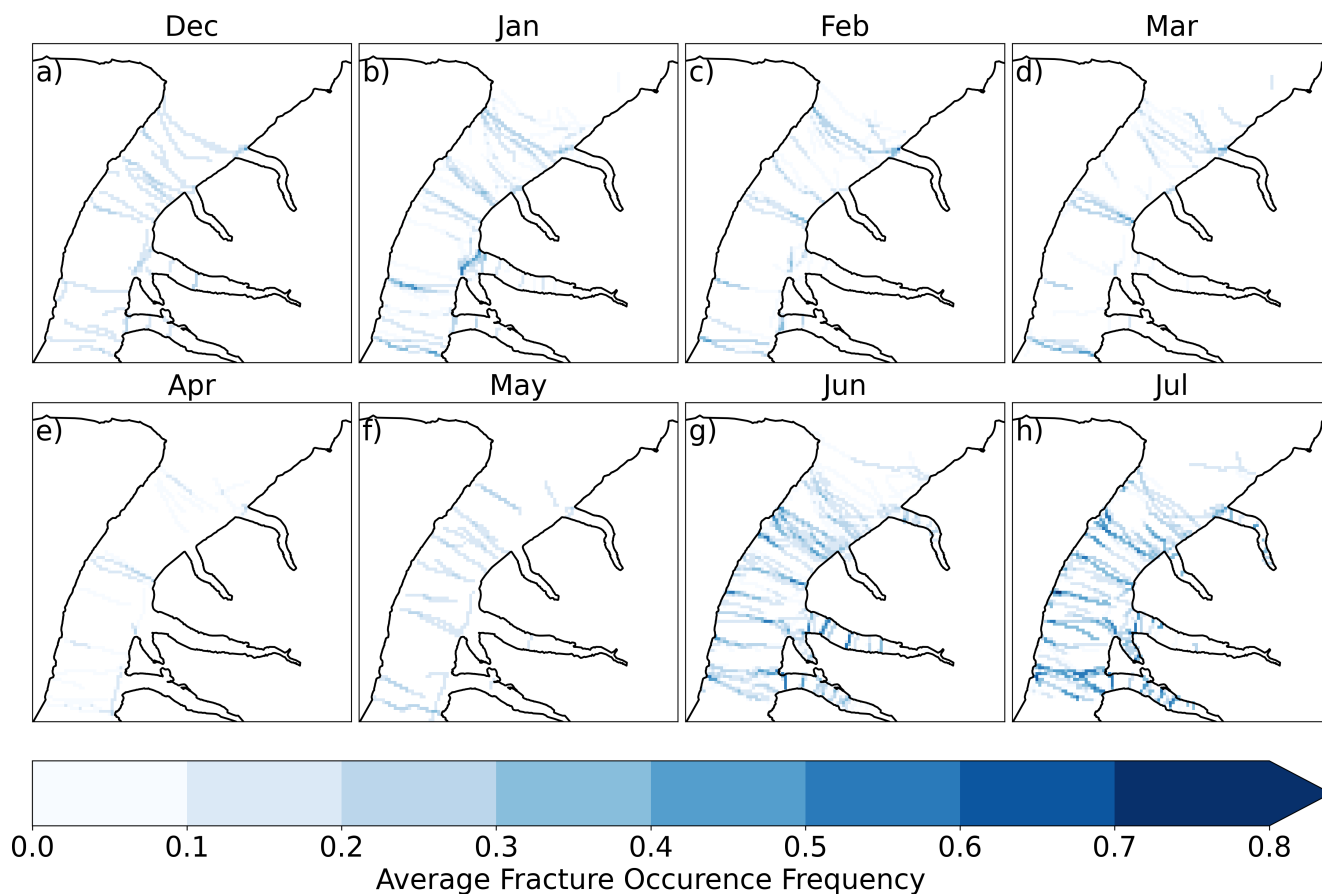 Dec Jan Feb Mar
a) b) c) d)
Apr May Jun Jul
e) f) g) h)
0.0 0.1 0.2 0.3 0.4 0.5 0.6 0.7 0.8
Average Fracture Occurence Frequency